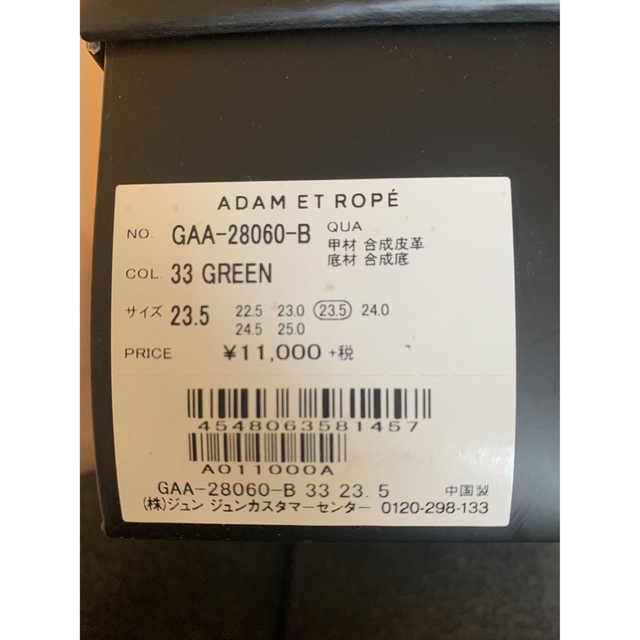 ADAM ET ROPÉ
NO. GAA-28060-B
QUA
甲材 合成皮革
底材 合成底
COL. 33 GREEN
サイズ 23.5
22.5 23.0 23.5 24.0
24.5 25.0
PRICE ¥11,000 +税
4548063581457
A011000A
GAA-28060-B 33 23.5 中国製
(株)ジュン ジュンカスタマーセンター 0120-298-133